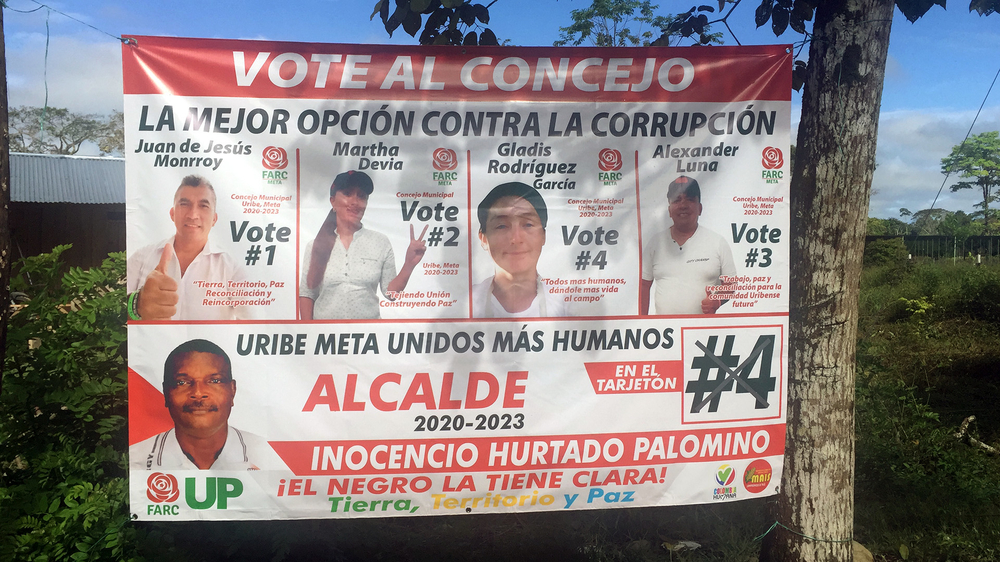 VOTE AL CONCEJO
LA MEJOR OPCIÓN CONTRA LA CORRUPCIÓN
Juan de Jesús
Monrroy
FARC
META
Concejo Municipal
Uribe, Meta
2020-2023
Vote
#1
"Tierra, Territorio, Paz
Reconciliación y
Reincorporación"
Martha
Devia
FARC
META
Concejo Municipal
Vote
#2
Uribe, Meta
2020-2023
"Tejiendo Unión
Construyendo Paz"
Gladis
Rodríguez
García
FARC
META
Concejo Municipal
Uribe, Meta
2020-2023
Vote
#4
"Todos mas humanos,
dándole mas vida
al campo"
Alexander
Luna
FARC
META
Concejo Municipal
Uribe, Meta
2020-2023
Vote
#3
"Trabajo, paz y
reconciliación para la
comunidad Uribense
futura"
URIBE META UNIDOS MÁS HUMANOS
ALCALDE
2020-2023
EN EL
TARJETÓN
#4
INOCENCIO HURTADO PALOMINO
¡EL NEGRO LA TIENE CLARA!
Tierra, Territorio y Paz
FARC
UP
COLOMBIA
HUMANA
MAIS